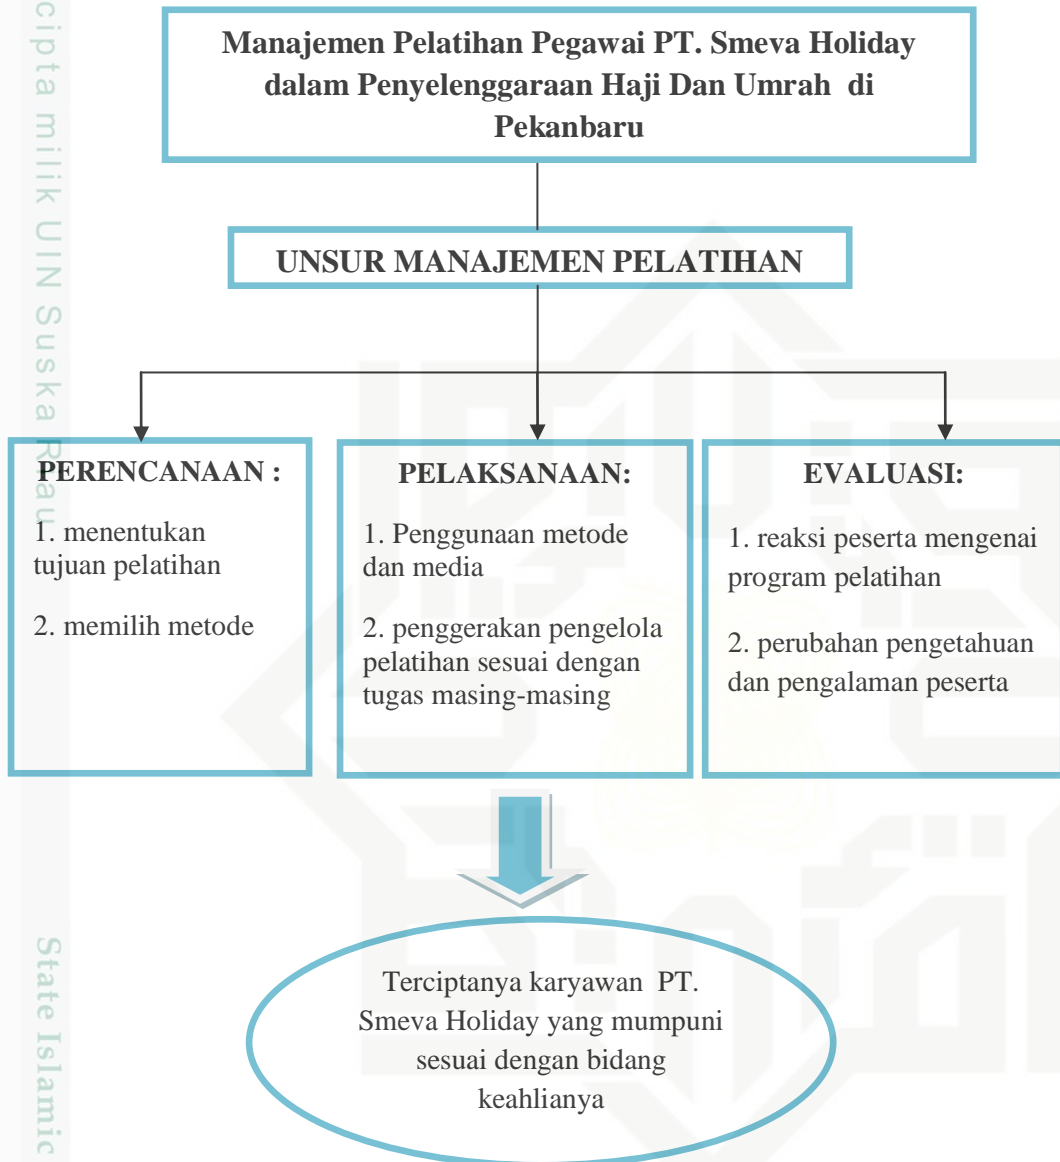 Manajemen Pelatihan Pegawai PT. Smeva Holiday
dalam Penyelenggaraan Haji Dan Umrah di
Pekanbaru
UNSUR MANAJEMEN PELATIHAN
PERENCANAAN :
1. menentukan
tujuan pelatihan
2. memilih metode
PELAKSANAAN:
1. Penggunaan metode
dan media
2. penggerakan pengelola
pelatihan sesuai dengan
tugas masing-masing
EVALUASI:
1. reaksi peserta mengenai
program pelatihan
2. perubahan pengetahuan
dan pengalaman peserta
Terciptanya karyawan PT.
Smeva Holiday yang mumpuni
sesuai dengan bidang
keahlianya
cipta milik UIN Suska Riau
State Islamic